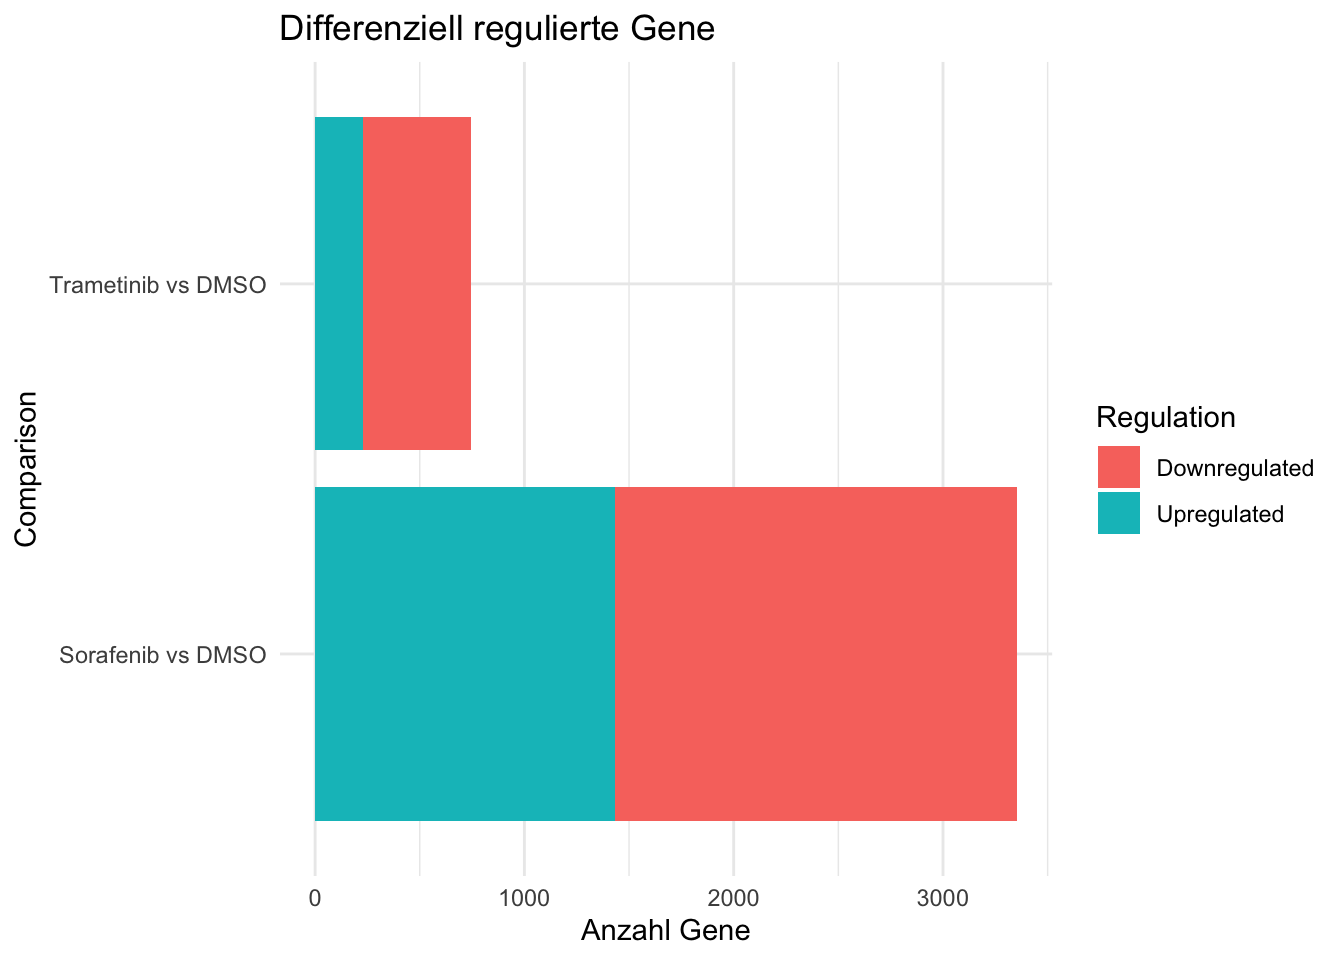 Differenziell regulierte Gene
Comparison
Trametinib vs DMSO
Sorafenib vs DMSO
0 1000 2000 3000
Anzahl Gene
Regulation
Downregulated
Upregulated